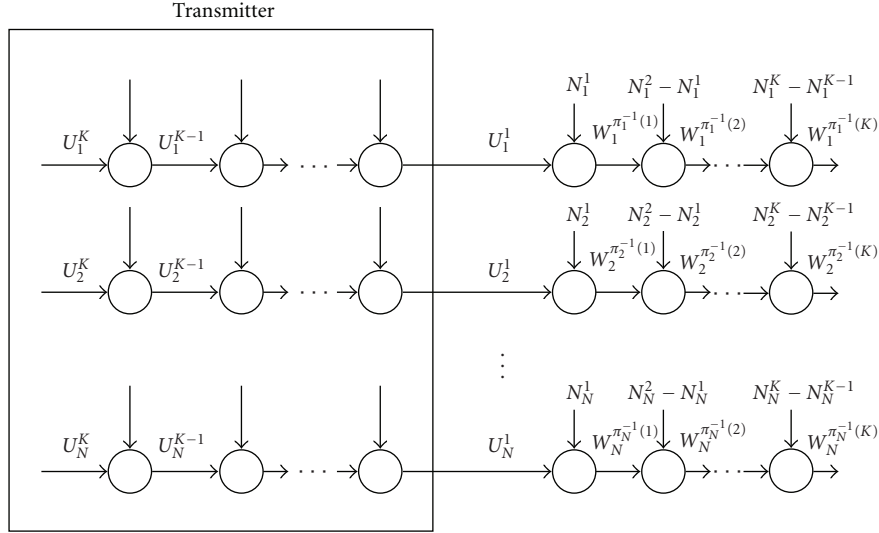 Transmitter
N_1^1 N_1^2 − N_1^1 N_1^K − N_1^{K−1}
U_1^K U_1^{K−1} · · · U_1^1 W_1^{π_1^{−1}(1)} W_1^{π_1^{−1}(2)} · · · W_1^{π_1^{−1}(K)}
N_2^1 N_2^2 − N_2^1 N_2^K − N_2^{K−1}
U_2^K U_2^{K−1} · · · U_2^1 W_2^{π_2^{−1}(1)} W_2^{π_2^{−1}(2)} · · · W_2^{π_2^{−1}(K)}
⋮
N_N^1 N_N^2 − N_N^1 N_N^K − N_N^{K−1}
U_N^K U_N^{K−1} · · · U_N^1 W_N^{π_N^{−1}(1)} W_N^{π_N^{−1}(2)} · · · W_N^{π_N^{−1}(K)}